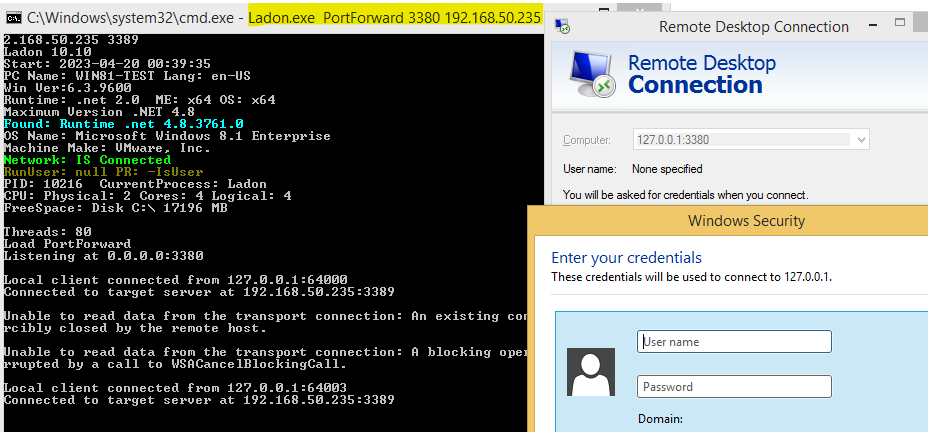 C:\Windows\system32\cmd.exe - Ladon.exe  PortForward 3380 192.168.50.235
2.168.50.235 3389
Ladon 10.10
Start: 2023-04-20 00:39:35
PC Name: WIN81-TEST Lang: en-US
Win Ver:6.3.9600
Runtime: .net 2.0  ME: x64 OS: x64
Maximum Version .NET 4.8
Found: Runtime .net 4.8.3761.0
OS Name: Microsoft Windows 8.1 Enterprise
Machine Make: VMware, Inc.
Network: IS Connected
RunUser: null PR: -IsUser
PID: 10216  CurrentProcess: Ladon
CPU: Physical: 2 Cores: 4 Logical: 4
FreeSpace: Disk C:\ 17196 MB
Threads: 80
Load PortForward
Listening at 0.0.0.0:3380
Local client connected from 127.0.0.1:64000
Connected to target server at 192.168.50.235:3389
Unable to read data from the transport connection: An existing con
rcibly closed by the remote host.
Unable to read data from the transport connection: A blocking oper
rrupted by a call to WSACancelBlockingCall.
Local client connected from 127.0.0.1:64003
Connected to target server at 192.168.50.235:3389
Remote Desktop Connection
Remote Desktop
Connection
Computer: 127.0.0.1:3380
User name: None specified
You will be asked for credentials when you connect.
Windows Security
Enter your credentials
These credentials will be used to connect to 127.0.0.1.
User name
Password
Domain: